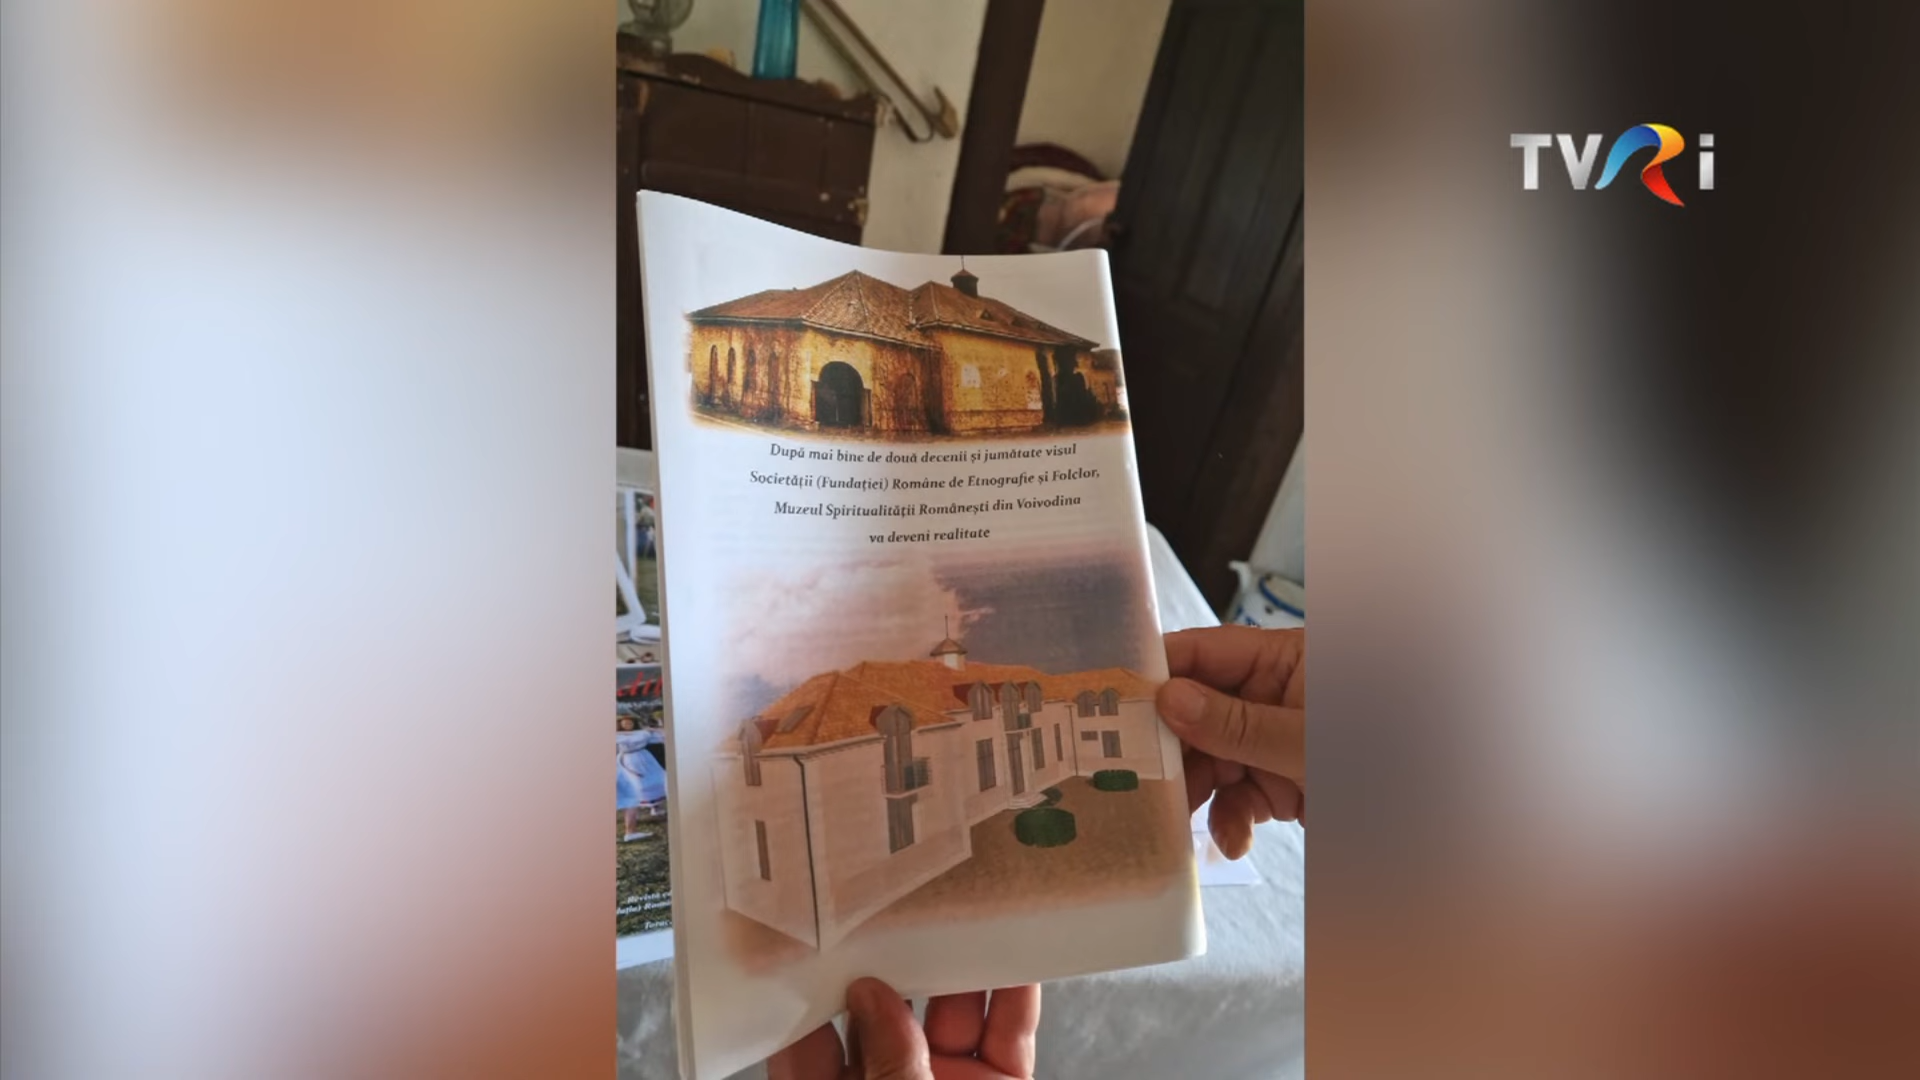 TVRi
După mai bine de două decenii și jumătate visul
Societății (Fundației) Române de Etnografie și Folclor,
Muzeul Spiritualității Românești din Voivodina
va deveni realitate
Revistă